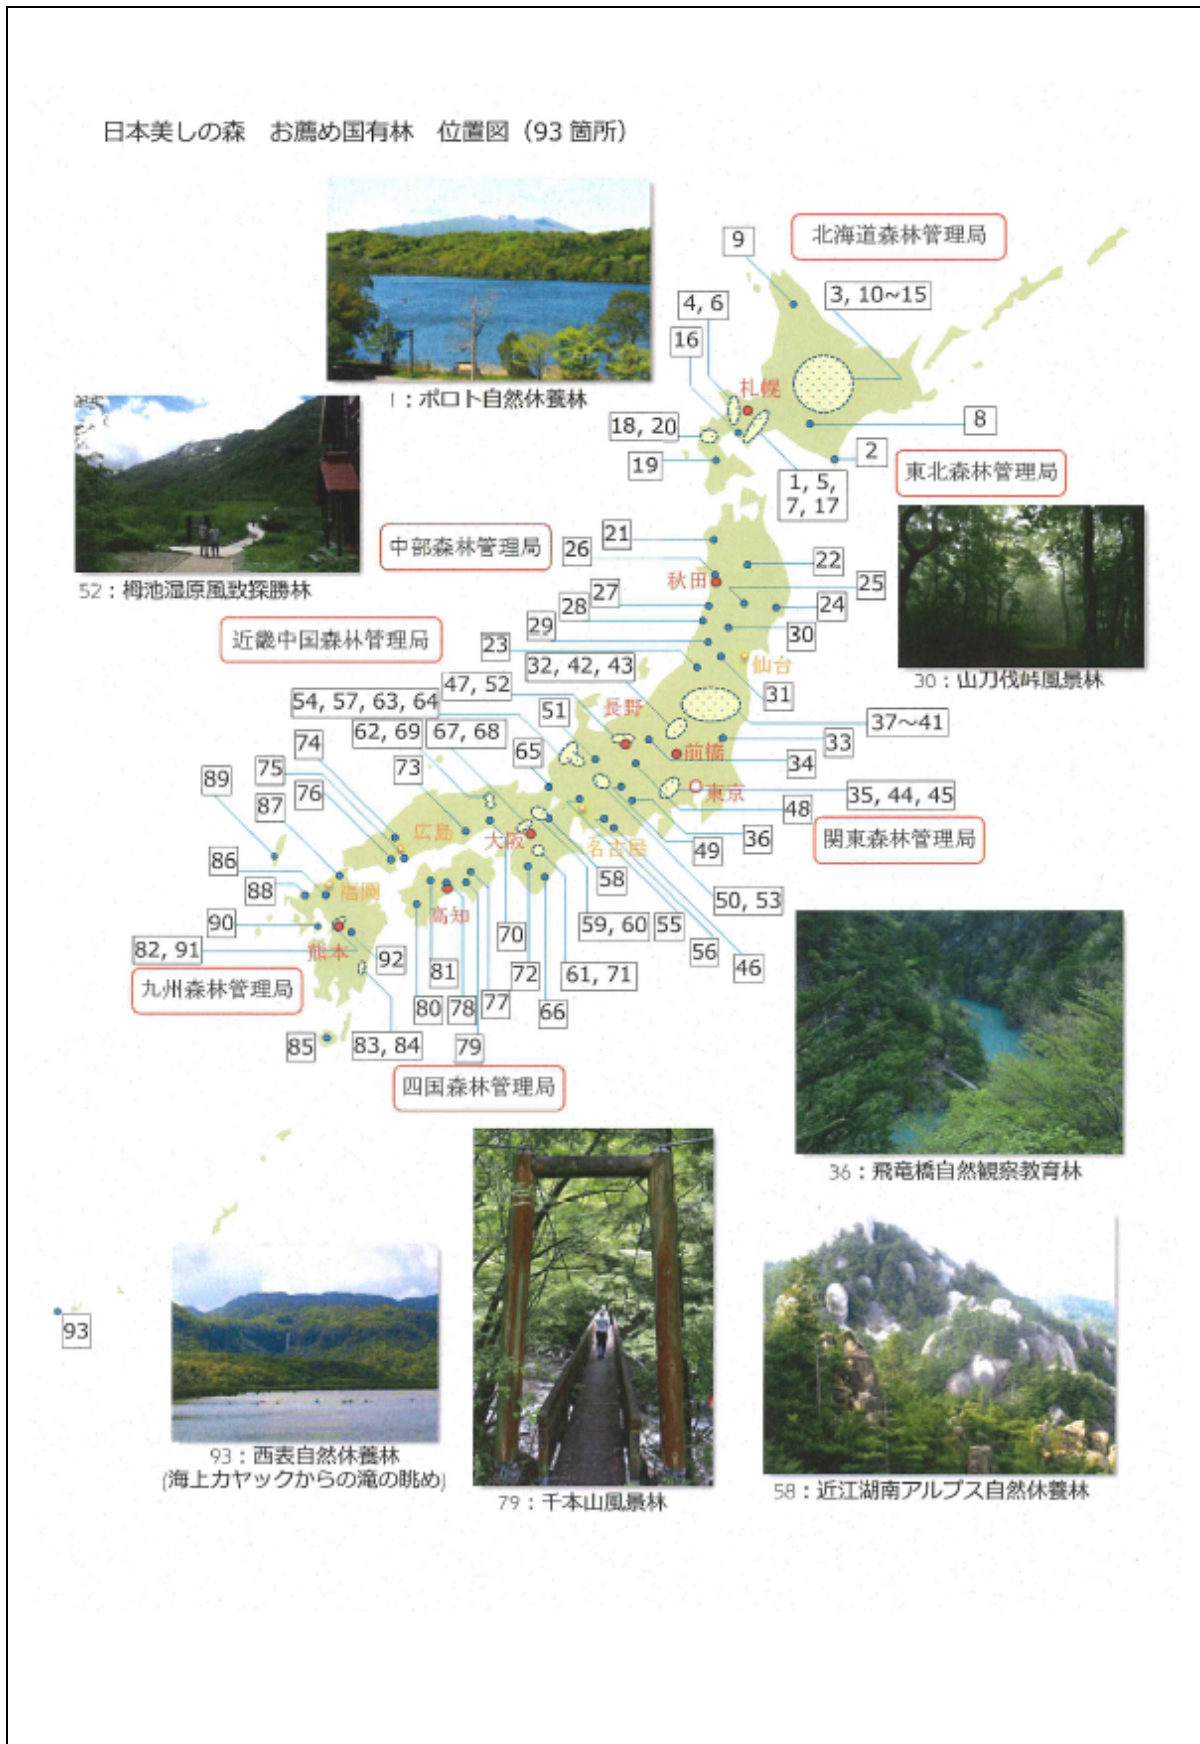 日本美しの森　お薦め国有林　位置図（93 箇所）
北海道森林管理局
9
3, 10~15
4, 6
16
札幌
1：ポロト自然休養林
18, 20
8
19
2
東北森林管理局
1, 5,
7, 17
52：栂池湿原風致探勝林
中部森林管理局
21
26
22
秋田
25
27
24
28
近畿中国森林管理局
29
30
23
32, 42, 43
仙台
30：山刀伐峠風景林
31
47, 52
54, 57, 63, 64
51
長野
37～41
62, 69
67, 68
33
74
65
前橋
34
89
75
73
東京
35, 44, 45
87
76
48
広島
大阪
名古屋
36
関東森林管理局
49
86
58
88
福岡
50, 53
90
高知
59, 60
55
70
56
82, 91
熊本
92
81
72
61, 71
46
九州森林管理局
80
78
77
66
85
83, 84
79
四国森林管理局
36：飛竜橋自然観察教育林
93
93：西表自然休養林
(海上カヤックからの滝の眺め)
79：千本山風景林
58：近江湖南アルプス自然休養林